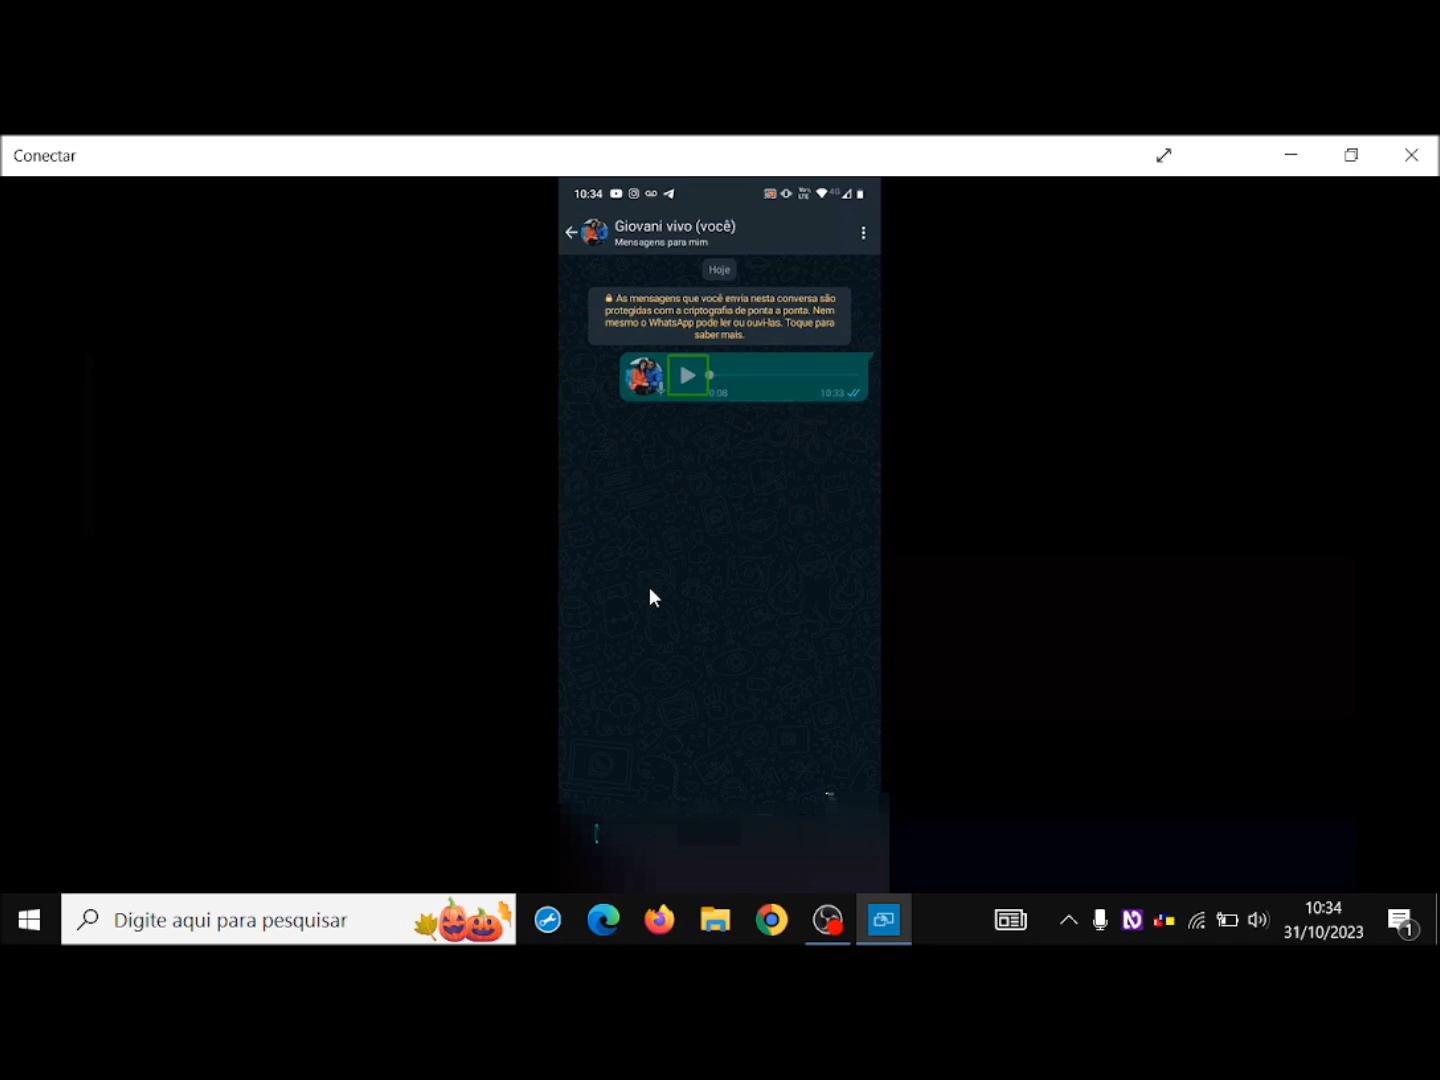 Conectar
10:34
4G
Giovani vivo (você)
Mensagens para mim
Hoje
As mensagens que você envia nesta conversa são
protegidas com a criptografia de ponta a ponta. Nem
mesmo o WhatsApp pode ler ou ouvi-las. Toque para
saber mais.
0:08
10:33
Digite aqui para pesquisar
10:34
31/10/2023
1